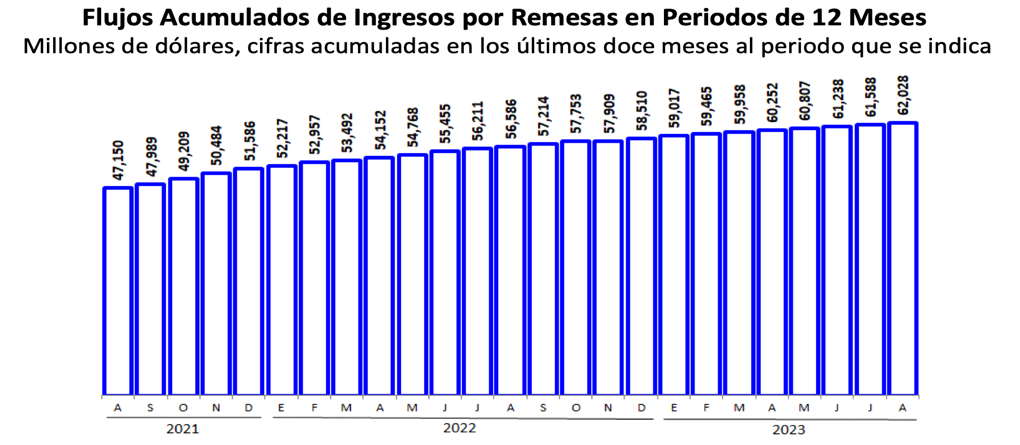 Flujos Acumulados de Ingresos por Remesas en Periodos de 12 Meses
Millones de dólares, cifras acumuladas en los últimos doce meses al periodo que se indica
47,150 47,989 49,209 50,484 51,586 52,217 52,957 53,492 54,152 54,768 55,455 56,211 56,586 57,214 57,753 57,909 58,510 59,017 59,465 59,958 60,252 60,807 61,238 61,588 62,028
A S O N D E F M A M J J A S O N D E F M A M J J A
2021 2022 2023